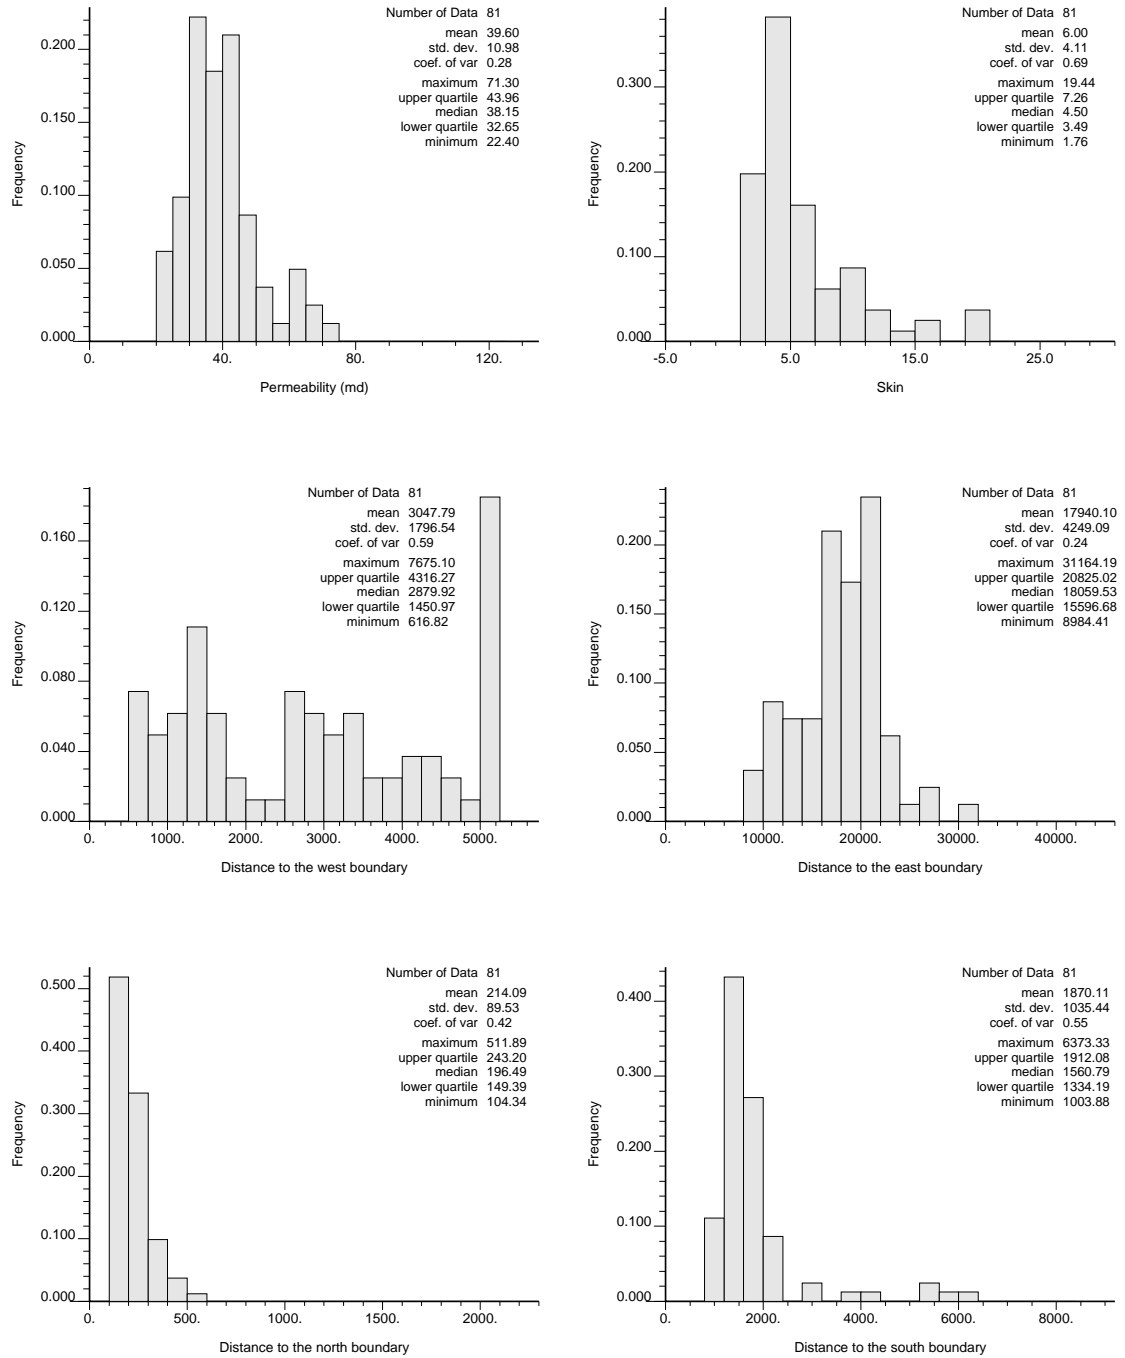 Number of Data 81
mean 39.60
std. dev. 10.98
coef. of var 0.28
maximum 71.30
upper quartile 43.96
median 38.15
lower quartile 32.65
minimum 22.40
Frequency
0.200
0.150
0.100
0.050
0.000
0. 40. 80. 120.
Permeability (md)
Number of Data 81
mean 6.00
std. dev. 4.11
coef. of var 0.69
maximum 19.44
upper quartile 7.26
median 4.50
lower quartile 3.49
minimum 1.76
Frequency
0.300
0.200
0.100
0.000
-5.0 5.0 15.0 25.0
Skin
Number of Data 81
mean 3047.79
std. dev. 1796.54
coef. of var 0.59
maximum 7675.10
upper quartile 4316.27
median 2879.92
lower quartile 1450.97
minimum 616.82
Frequency
0.160
0.120
0.080
0.040
0.000
0. 1000. 2000. 3000. 4000. 5000.
Distance to the west boundary
Number of Data 81
mean 17940.10
std. dev. 4249.09
coef. of var 0.24
maximum 31164.19
upper quartile 20825.02
median 18059.53
lower quartile 15596.68
minimum 8984.41
Frequency
0.200
0.150
0.100
0.050
0.000
0. 10000. 20000. 30000. 40000.
Distance to the east boundary
Number of Data 81
mean 214.09
std. dev. 89.53
coef. of var 0.42
maximum 511.89
upper quartile 243.20
median 196.49
lower quartile 149.39
minimum 104.34
Frequency
0.500
0.400
0.300
0.200
0.100
0.000
0. 500. 1000. 1500. 2000.
Distance to the north boundary
Number of Data 81
mean 1870.11
std. dev. 1035.44
coef. of var 0.55
maximum 6373.33
upper quartile 1912.08
median 1560.79
lower quartile 1334.19
minimum 1003.88
Frequency
0.400
0.300
0.200
0.100
0.000
0. 2000. 4000. 6000. 8000.
Distance to the south boundary